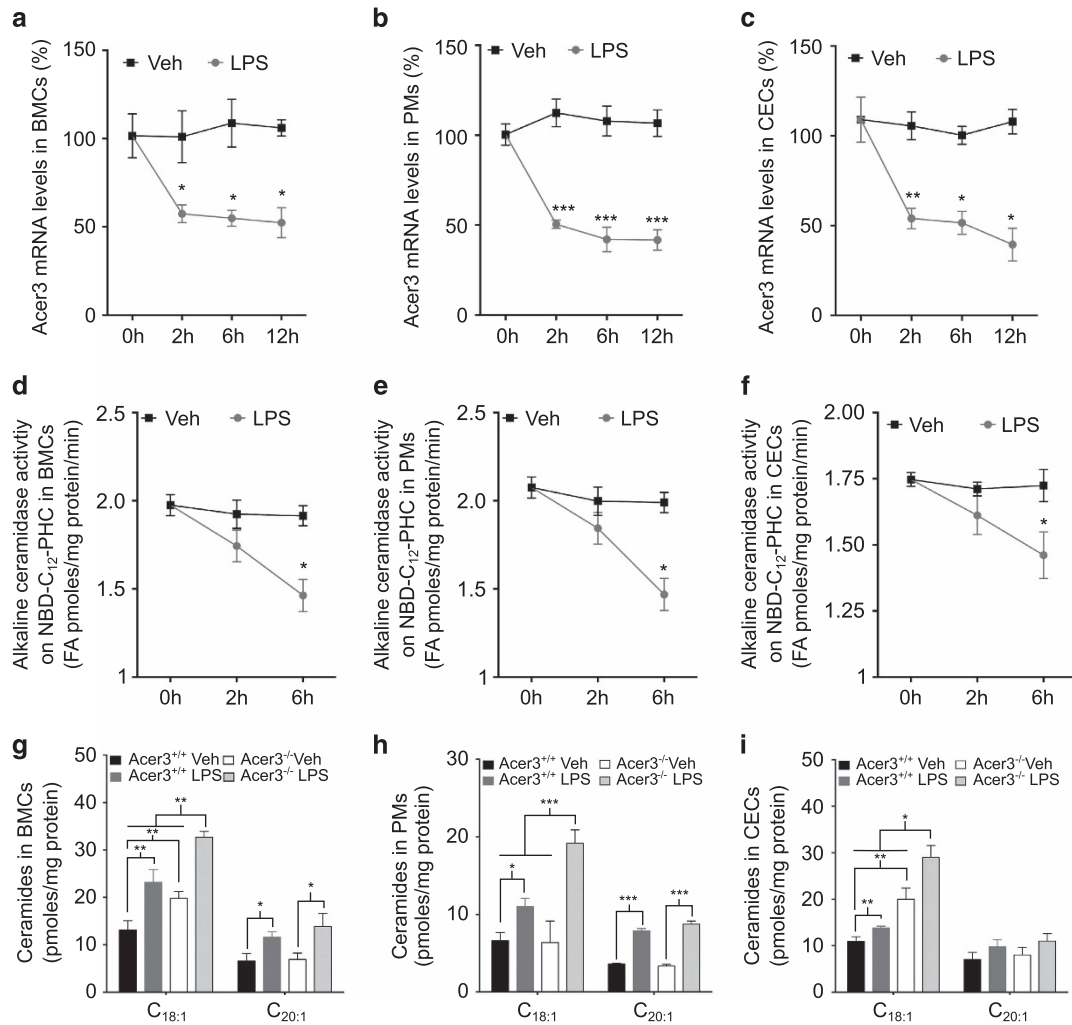 a
Acer3 mRNA levels in BMCs (%)
150
100
50
0
Veh LPS
*
*
*
0h 2h 6h 12h
b
Acer3 mRNA levels in PMs (%)
150
100
50
0
Veh LPS
***
***
***
0h 2h 6h 12h
c
Acer3 mRNA levels in CECs (%)
150
100
50
0
Veh LPS
**
*
*
0h 2h 6h 12h
d
Alkaline ceramidase activtiy
on NBD-C12-PHC in BMCs
(FA pmoles/mg protein/min)
2.5
2.0
1.5
1
Veh LPS
*
0h 2h 6h
e
Alkaline ceramidase activtiy
on NBD-C12-PHC in PMs
(FA pmoles/mg protein/min)
2.5
2.0
1.5
1
Veh LPS
*
0h 2h 6h
f
Alkaline ceramidase activtiy
on NBD-C12-PHC in CECs
(FA pmoles/mg protein/min)
2.00
1.75
1.50
1.25
1
Veh LPS
*
0h 2h 6h
g
Ceramides in BMCs
(pmoles/mg protein)
50
40
30
20
10
0
Acer3+/+ Veh Acer3-/-Veh
Acer3+/+ LPS Acer3-/- LPS
**
**
**
*
*
C18:1 C20:1
h
Ceramides in PMs
(pmoles/mg protein)
30
20
10
0
Acer3+/+ Veh Acer3-/-Veh
Acer3+/+ LPS Acer3-/- LPS
***
*
***
***
C18:1 C20:1
i
Ceramides in CECs
(pmoles/mg protein)
50
40
30
20
10
0
Acer3+/+ Veh Acer3-/-Veh
Acer3+/+ LPS Acer3-/- LPS
*
**
**
C18:1 C20:1